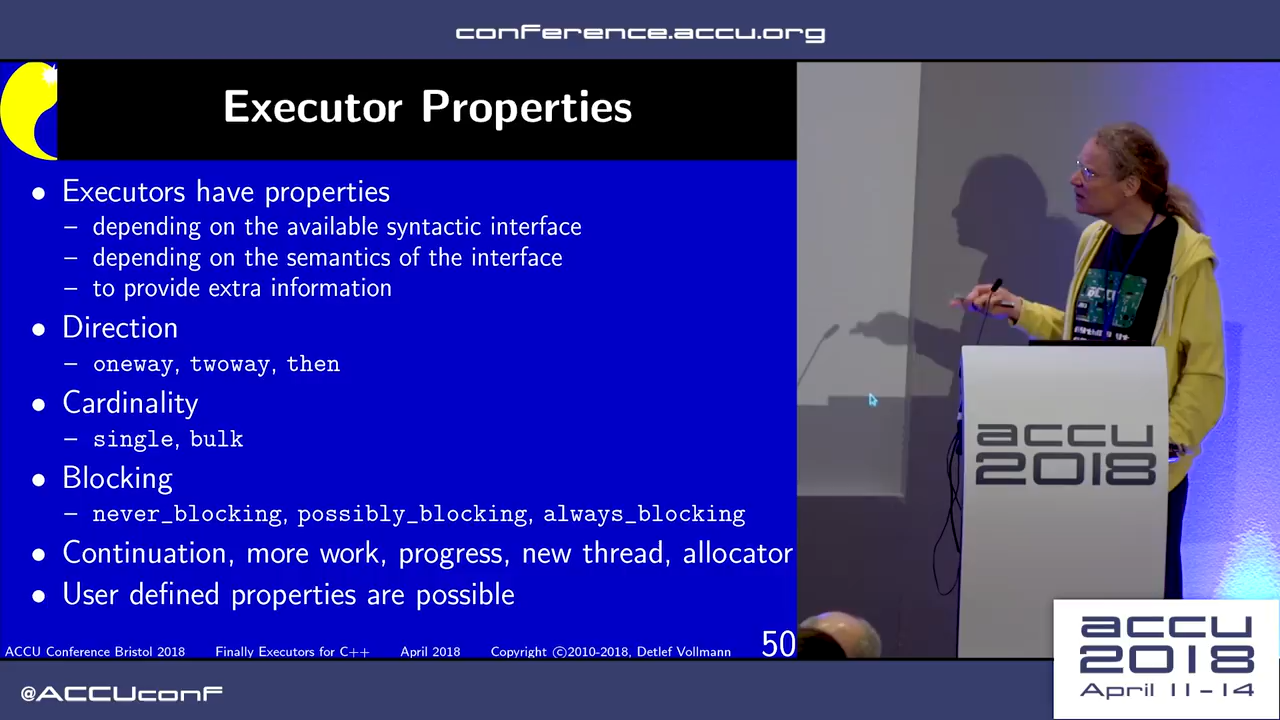 conference.accu.org
Executor Properties
• Executors have properties
– depending on the available syntactic interface
– depending on the semantics of the interface
– to provide extra information
• Direction
– oneway, twoway, then
• Cardinality
– single, bulk
• Blocking
– never_blocking, possibly_blocking, always_blocking
• Continuation, more work, progress, new thread, allocator
• User defined properties are possible
ACCU Conference Bristol 2018 Finally Executors for C++ April 2018 Copyright ©2010-2018, Detlef Vollmann 50
accu
accu
2018
@ACCUconf
accu
2018
April 11-14